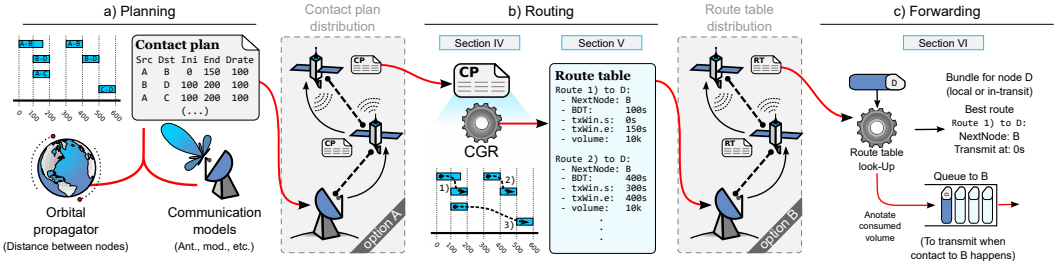 a) Planning
A-B
A-B
B-D
B-D
A-C
C-D
0 100 200 300 400 500 600
Contact plan
Src Dst Ini End Drate
A B 0 150 100
B D 100 200 100
A C 100 200 100
(...)
Orbital
propagator
(Distance between nodes)
Communication
models
(Ant., mod., etc.)
Contact plan
distribution
CP
CP
option A
b) Routing
Section IV
Section V
CP
CGR
1)
2)
3)
0 100 200 300 400 500 600
Route table
Route 1) to D:
- NextNode: B
- BDT: 100s
- txWin.s: 0s
- txWin.e: 150s
- volume: 10k
Route 2) to D:
- NextNode: B
- BDT: 400s
- txWin.s: 300s
- txWin.e: 400s
- volume: 10k
.
.
.
Route table
distribution
RT
RT
option B
c) Forwarding
Section VI
D
Bundle for node D
(local or in-transit)
Best route
Route 1) to D:
NextNode: B
Transmit at: 0s
Route table
look-Up
Queue to B
D
Anotate
consumed
volume
(To transmit when
contact to B happens)